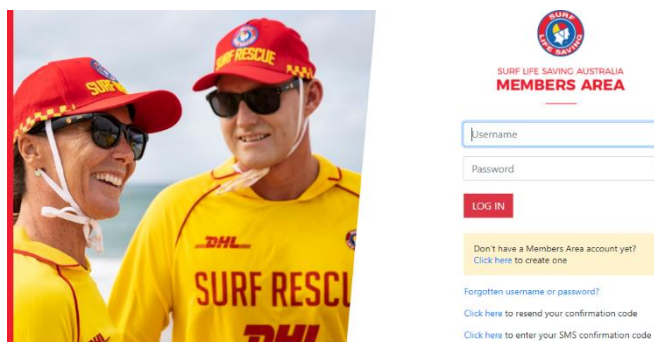 SURF
SURF RESCUE
DHL
SURF RESCU
DHL
SURF
LIFE SAVING
SURF LIFE SAVING AUSTRALIA
MEMBERS AREA
Username
Password
LOG IN
Don't have a Members Area account yet?
Click here to create one
Forgotten username or password?
Click here to resend your confirmation code
Click here to enter your SMS confirmation code